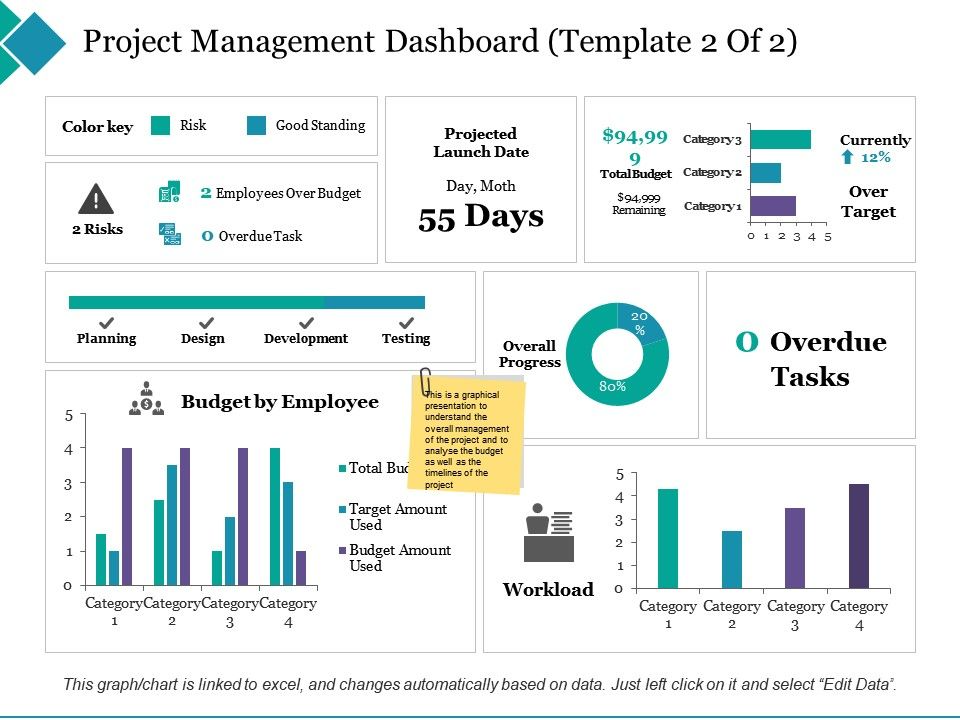 Project Management Dashboard (Template 2 Of 2)
Color key
Risk
Good Standing
2 Risks
2 Employees Over Budget
0 Overdue Task
Projected
Launch Date
Day, Moth
55 Days
$94,99
9
Total Budget
$94,999
Remaining
Category 3
Category 2
Category 1
0 1 2 3 4 5
Currently
12%
Over
Target
Planning
Design
Development
Testing
Overall
Progress
20
%
80%
0 Overdue
Tasks
Budget by Employee
5
4
3
2
1
0
Category Category Category Category
1 2 3 4
Total
Target Amount
Used
Budget Amount
Used
This is a graphical
presentation to
understand the
overall management
of the project and to
analyse the budget
as well as the
timelines of the
project
Workload
5
4
3
2
1
0
Category Category Category Category
1 2 3 4
This graph/chart is linked to excel, and changes automatically based on data. Just left click on it and select “Edit Data”.